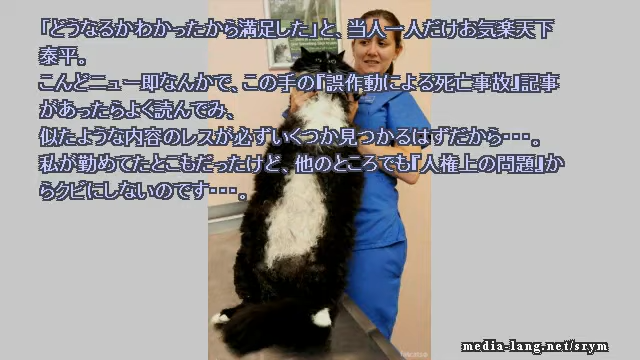 「どうなるかわかったから満足した」と、当人一人だけお気楽天下
泰平。
こんどニュー即なんかで、この手の『誤作動による死亡事故』記事
があったらよく読んでみ、
似たような内容のレスが必ずいくつか見つかるはずだから・・・。
私が勤めてたとこもだったけど、他のところでも『人権上の問題』か
らクビにしないのです・・・。
media-lang.net/srym